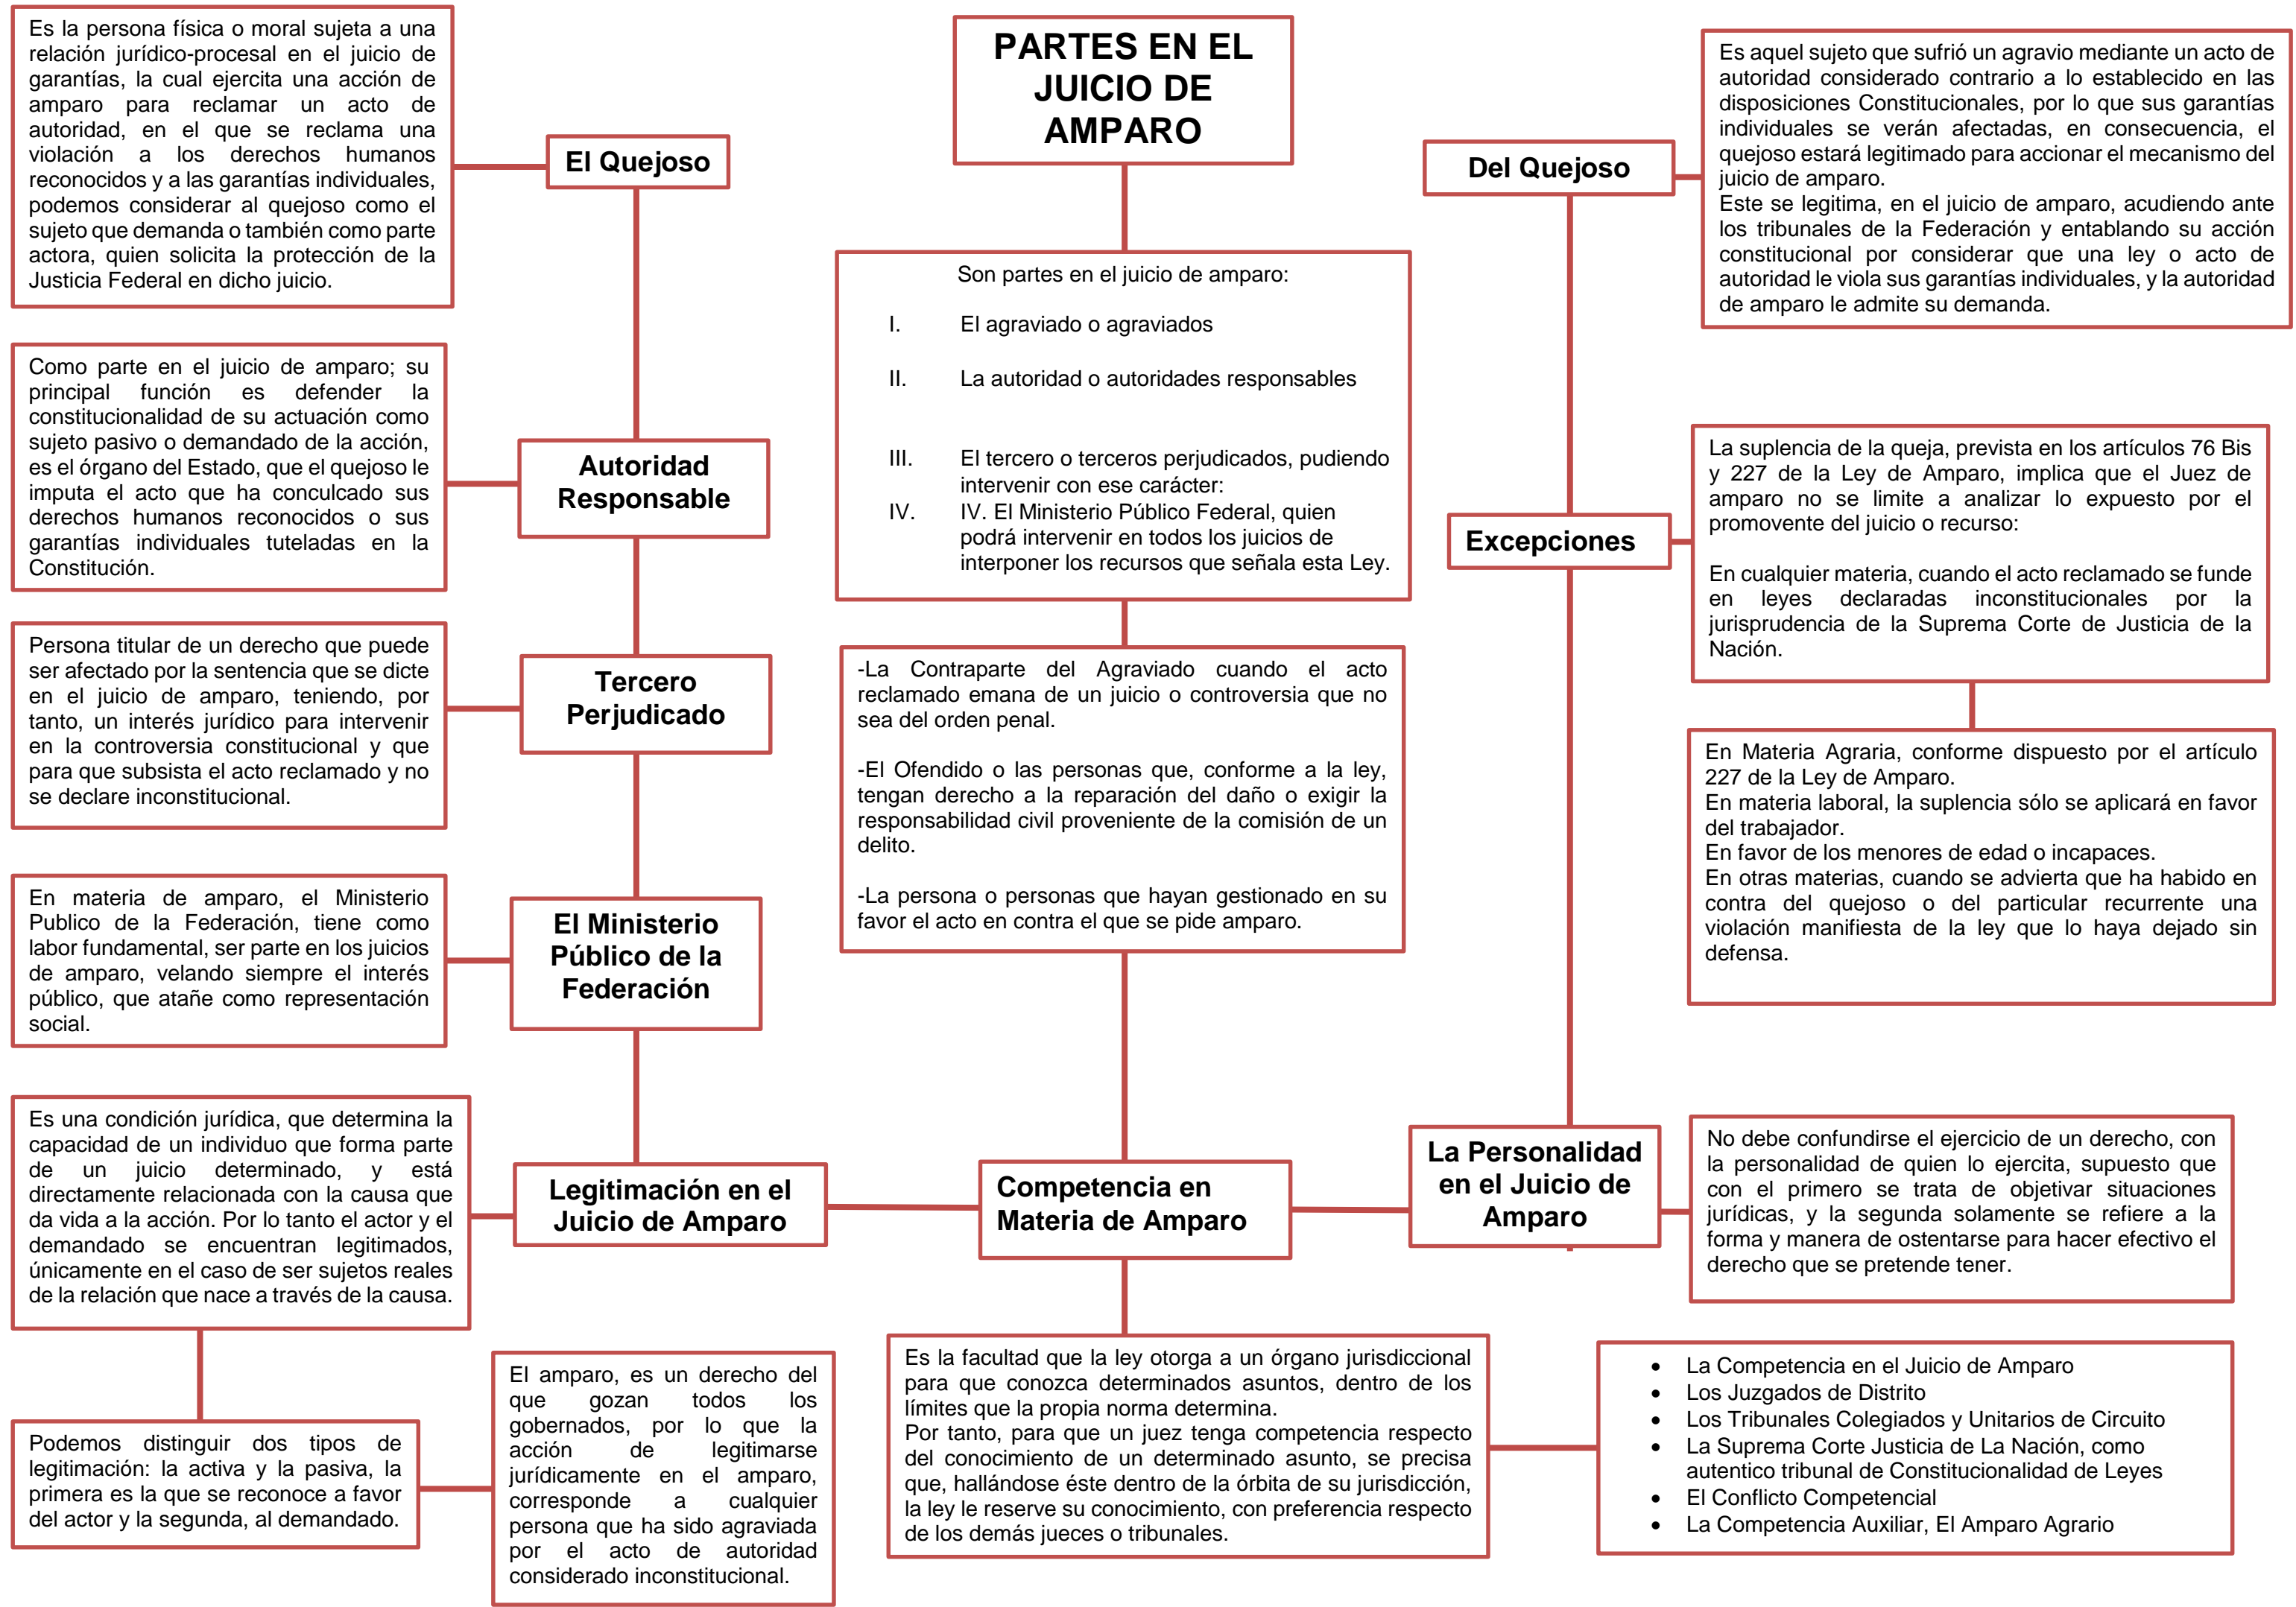 PARTES EN EL
JUICIO DE
AMPARO
Es la persona física o moral sujeta a una
relación jurídico-procesal en el juicio de
garantías, la cual ejercita una acción de
amparo para reclamar un acto de
autoridad, en el que se reclama una
violación a los derechos humanos
reconocidos y a las garantías individuales,
podemos considerar al quejoso como el
sujeto que demanda o también como parte
actora, quien solicita la protección de la
Justicia Federal en dicho juicio.
El Quejoso
Como parte en el juicio de amparo; su
principal función es defender la
constitucionalidad de su actuación como
sujeto pasivo o demandado de la acción,
es el órgano del Estado, que el quejoso le
imputa el acto que ha conculcado sus
derechos humanos reconocidos o sus
garantías individuales tuteladas en la
Constitución.
Autoridad
Responsable
Persona titular de un derecho que puede
ser afectado por la sentencia que se dicte
en el juicio de amparo, teniendo, por
tanto, un interés jurídico para intervenir
en la controversia constitucional y que
para que subsista el acto reclamado y no
se declare inconstitucional.
Tercero
Perjudicado
En materia de amparo, el Ministerio
Publico de la Federación, tiene como
labor fundamental, ser parte en los juicios
de amparo, velando siempre el interés
público, que atañe como representación
social.
El Ministerio
Público de la
Federación
Es una condición jurídica, que determina la
capacidad de un individuo que forma parte
de un juicio determinado, y está
directamente relacionada con la causa que
da vida a la acción. Por lo tanto el actor y el
demandado se encuentran legitimados,
únicamente en el caso de ser sujetos reales
de la relación que nace a través de la causa.
Legitimación en el
Juicio de Amparo
Podemos distinguir dos tipos de
legitimación: la activa y la pasiva, la
primera es la que se reconoce a favor
del actor y la segunda, al demandado.
El amparo, es un derecho del
que gozan todos los
gobernados, por lo que la
acción de legitimarse
jurídicamente en el amparo,
corresponde a cualquier
persona que ha sido agraviada
por el acto de autoridad
considerado inconstitucional.
Son partes en el juicio de amparo:
I. El agraviado o agraviados
II. La autoridad o autoridades responsables
III. El tercero o terceros perjudicados, pudiendo
intervenir con ese carácter:
IV. IV. El Ministerio Público Federal, quien
podrá intervenir en todos los juicios de
interponer los recursos que señala esta Ley.
-La Contraparte del Agraviado cuando el acto
reclamado emana de un juicio o controversia que no
sea del orden penal.
-El Ofendido o las personas que, conforme a la ley,
tengan derecho a la reparación del daño o exigir la
responsabilidad civil proveniente de la comisión de un
delito.
-La persona o personas que hayan gestionado en su
favor el acto en contra el que se pide amparo.
Competencia en
Materia de Amparo
Es la facultad que la ley otorga a un órgano jurisdiccional
para que conozca determinados asuntos, dentro de los
límites que la propia norma determina.
Por tanto, para que un juez tenga competencia respecto
del conocimiento de un determinado asunto, se precisa
que, hallándose éste dentro de la órbita de su jurisdicción,
la ley le reserve su conocimiento, con preferencia respecto
de los demás jueces o tribunales.
Del Quejoso
Es aquel sujeto que sufrió un agravio mediante un acto de
autoridad considerado contrario a lo establecido en las
disposiciones Constitucionales, por lo que sus garantías
individuales se verán afectadas, en consecuencia, el
quejoso estará legitimado para accionar el mecanismo del
juicio de amparo.
Este se legitima, en el juicio de amparo, acudiendo ante
los tribunales de la Federación y entablando su acción
constitucional por considerar que una ley o acto de
autoridad le viola sus garantías individuales, y la autoridad
de amparo le admite su demanda.
Excepciones
La suplencia de la queja, prevista en los artículos 76 Bis
y 227 de la Ley de Amparo, implica que el Juez de
amparo no se limite a analizar lo expuesto por el
promovente del juicio o recurso:
En cualquier materia, cuando el acto reclamado se funde
en leyes declaradas inconstitucionales por la
jurisprudencia de la Suprema Corte de Justicia de la
Nación.
En Materia Agraria, conforme dispuesto por el artículo
227 de la Ley de Amparo.
En materia laboral, la suplencia sólo se aplicará en favor
del trabajador.
En favor de los menores de edad o incapaces.
En otras materias, cuando se advierta que ha habido en
contra del quejoso o del particular recurrente una
violación manifiesta de la ley que lo haya dejado sin
defensa.
La Personalidad
en el Juicio de
Amparo
No debe confundirse el ejercicio de un derecho, con
la personalidad de quien lo ejercita, supuesto que
con el primero se trata de objetivar situaciones
jurídicas, y la segunda solamente se refiere a la
forma y manera de ostentarse para hacer efectivo el
derecho que se pretende tener.
• La Competencia en el Juicio de Amparo
• Los Juzgados de Distrito
• Los Tribunales Colegiados y Unitarios de Circuito
• La Suprema Corte Justicia de La Nación, como
autentico tribunal de Constitucionalidad de Leyes
• El Conflicto Competencial
• La Competencia Auxiliar, El Amparo Agrario